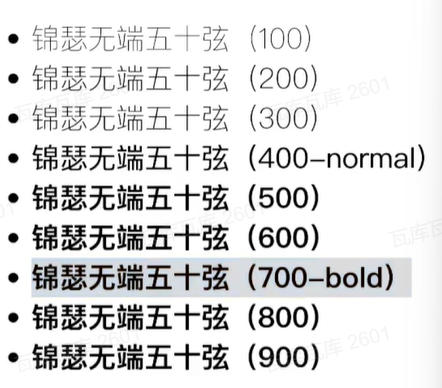 锦瑟无端五十弦（100）
锦瑟无端五十弦（200）
锦瑟无端五十弦（300）
锦瑟无端五十弦（400-normal）
锦瑟无端五十弦（500）
锦瑟无端五十弦（600）
锦瑟无端五十弦（700-bold）
锦瑟无端五十弦（800）
锦瑟无端五十弦（900）
瓦库瓦库 2601